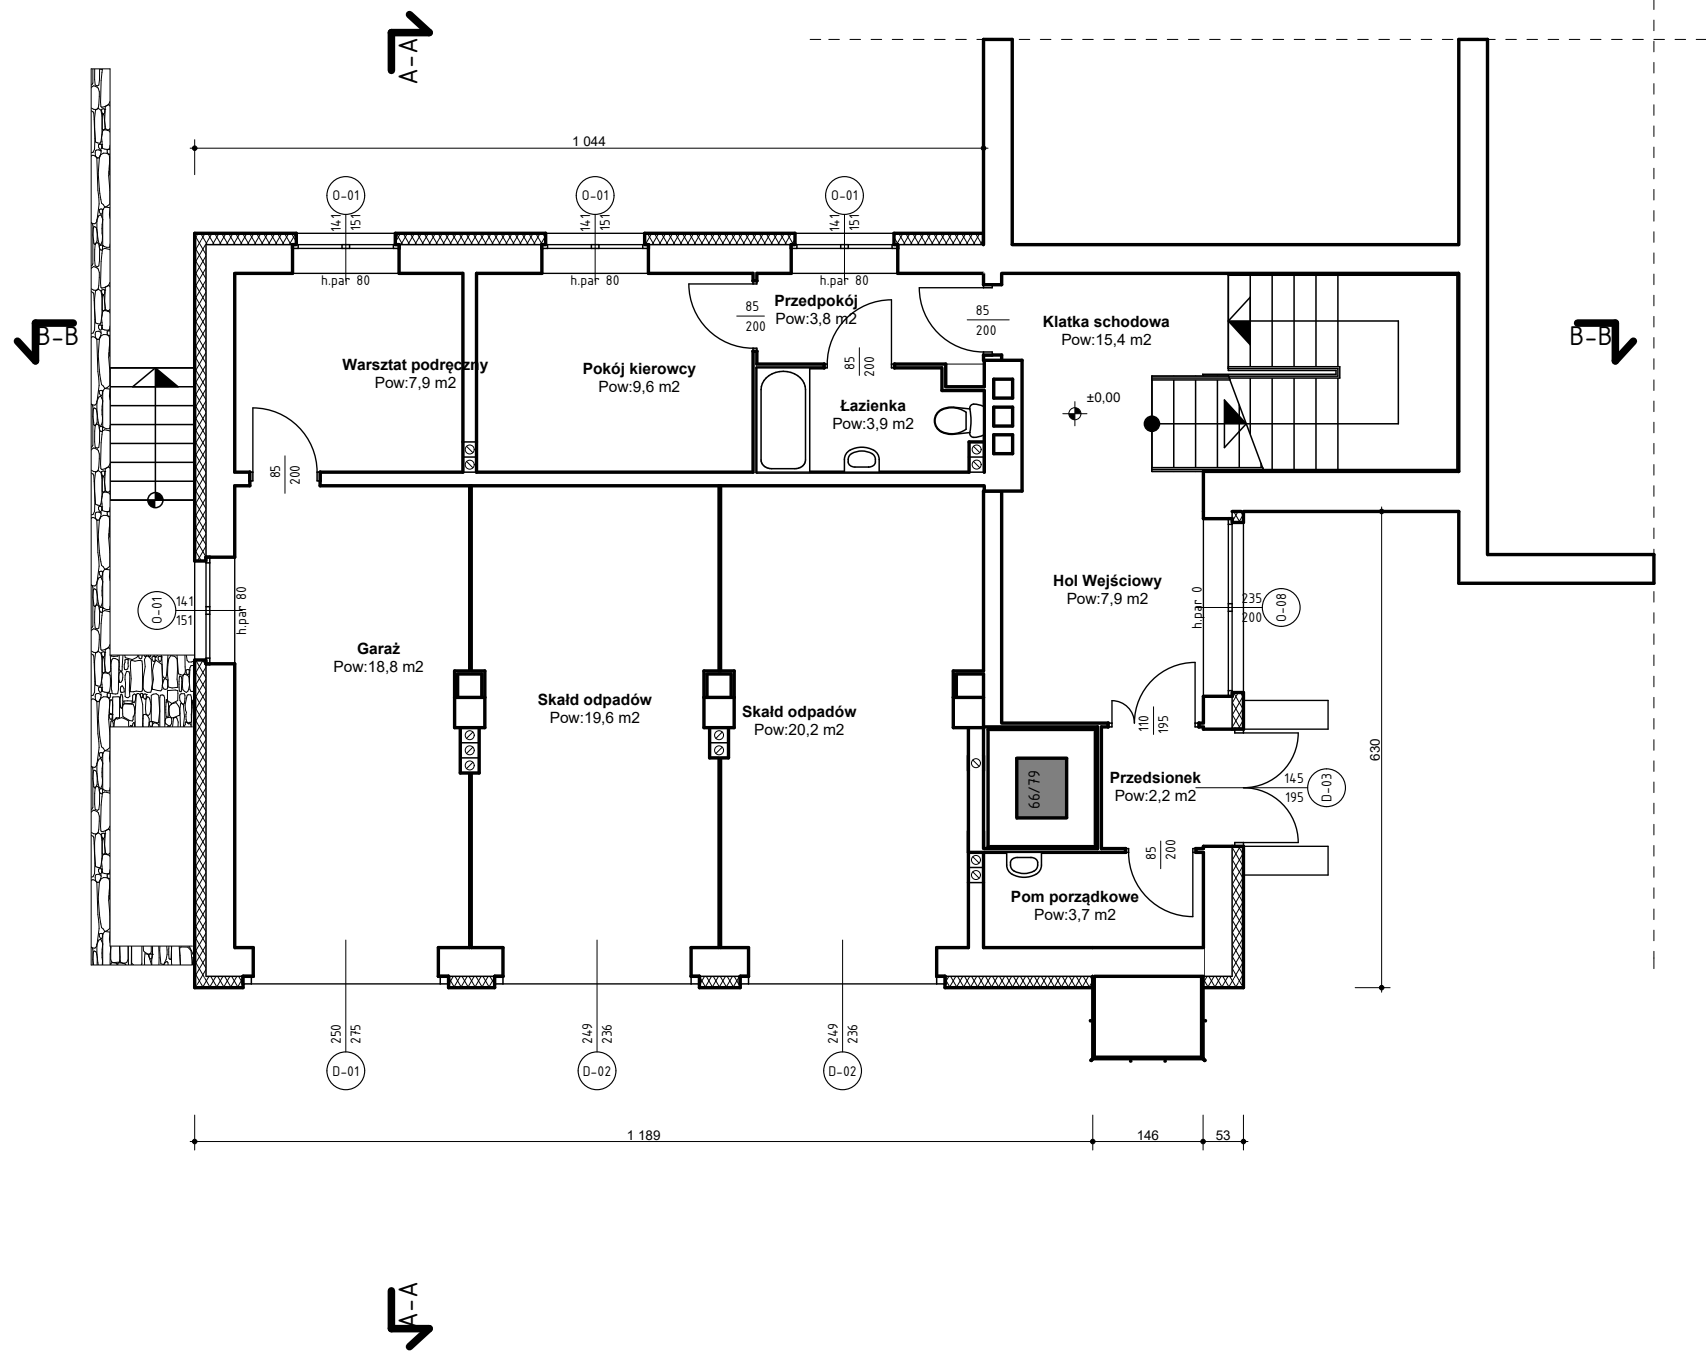 A-A
1 044
O-01
O-01
O-01
141
151
141
151
141
151
h.par 80
h.par 80
h.par 80
B-B
B-B
Przedpokój
Pow:3,8 m2
85
200
85
200
Klatka schodowa
Pow:15,4 m2
Warsztat podręczny
Pow:7,9 m2
Pokój kierowcy
Pow:9,6 m2
85
200
Łazienka
Pow:3,9 m2
±0,00
85
200
Hol Wejściowy
Pow:7,9 m2
O-01
141
151
h.par 80
h.par 0
235
200
O-08
Garaż
Pow:18,8 m2
Skałd odpadów
Pow:19,6 m2
Skałd odpadów
Pow:20,2 m2
110
195
630
66/79
Przedsionek
Pow:2,2 m2
145
195
D-03
85
200
Pom porządkowe
Pow:3,7 m2
250
275
249
236
249
236
D-01
D-02
D-02
1 189
146
53
A-A